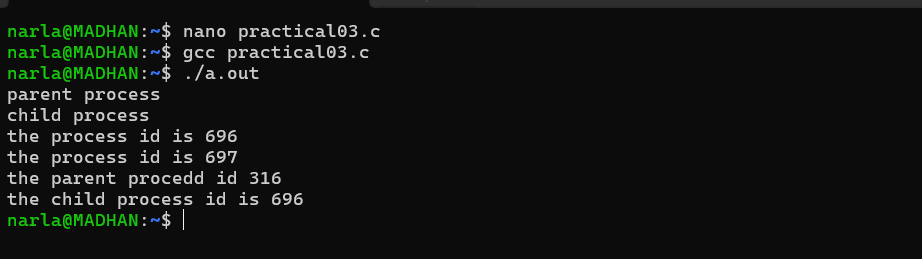 narla@MADHAN:~$ nano practical03.c
narla@MADHAN:~$ gcc practical03.c
narla@MADHAN:~$ ./a.out
parent process
child process
the process id is 696
the process id is 697
the parent procedd id 316
the child process id is 696
narla@MADHAN:~$